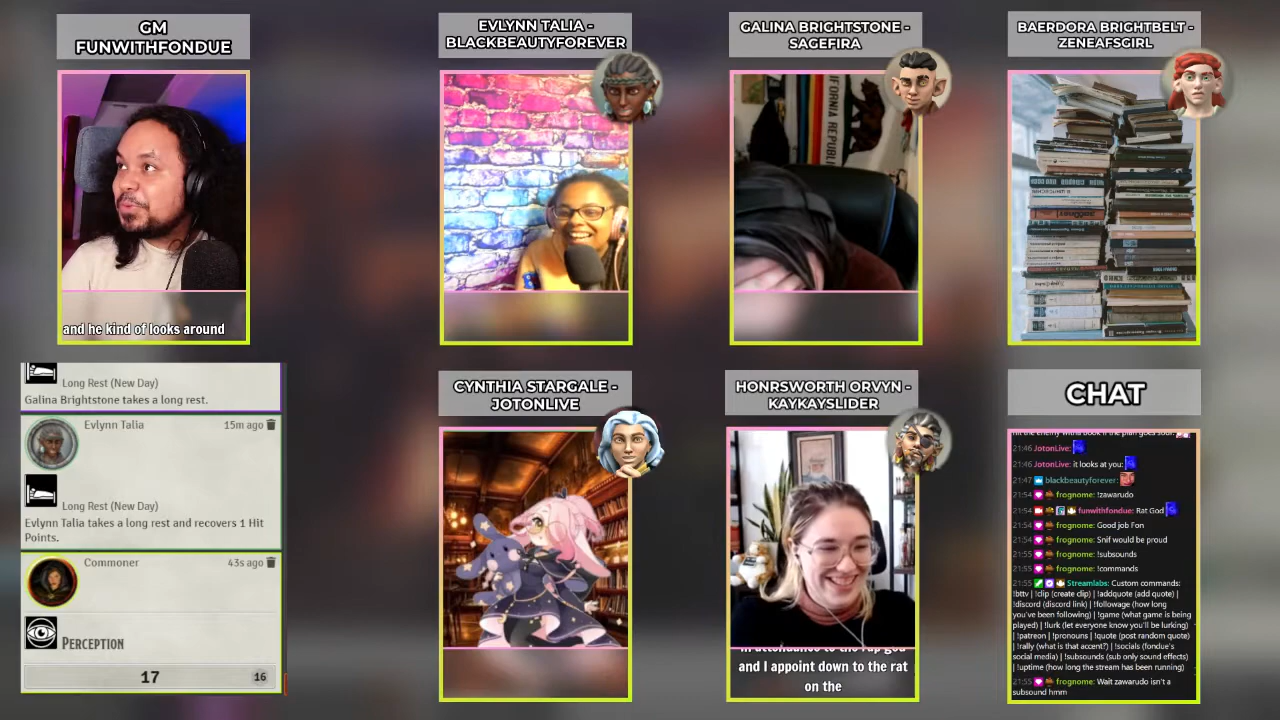 GM
FUNWITHFONDUE
EVLYNN TALIA -
BLACKBEAUTYFOREVER
GALINA BRIGHTSTONE -
SAGEFIRA
BAERDORA BRIGHTBELT -
ZENEAFSGIRL
and he kind of looks around
Long Rest (New Day)
Galina Brightstone takes a long rest.
Evlynn Talia 15m ago
Long Rest (New Day)
Evlynn Talia takes a long rest and recovers 1 Hit
Points.
Commoner 43s ago
PERCEPTION
17 16
CYNTHIA STARGALE -
JOTONLIVE
HONRSWORTH ORVYN -
KAYKAYSLIDER
in attendance to the rap god
and I appoint down to the rat
on the
CHAT
21:46 JotonLive:
21:46 JotonLive: it looks at you:
21:47 blackbeautyforever:
21:54 frognome: !zawarudo
21:54 funwithfondue: Rat God
21:54 frognome: Good job Fon
21:54 frognome: Snif would be proud
21:55 frognome: !subsounds
21:55 frognome: !commands
21:55 Streamlabs: Custom commands:
!bttv | !clip (create clip) | !addquote (add quote) |
!discord (discord link) | !followage (how long
you've been following) | !game (what game is being
played) | !lurk (let everyone know you'll be lurking)
| !patreon | !pronouns | !quote (post random quote)
| !rally (what is that accent?) | !socials (fondue's
social media) | !subsounds (sub only sound effects)
| !uptime (how long the stream has been running)
21:55 frognome: Wait zawarudo isn't a
subsound hmm